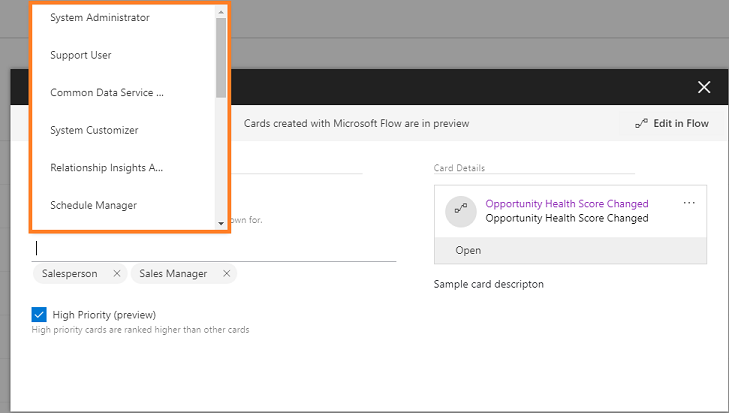 System Administrator
Support User
Common Data Service ...
System Customizer
Relationship Insights A...
Schedule Manager
Cards created with Microsoft Flow are in preview
Edit in Flow
own for.
Salesperson
Sales Manager
High Priority (preview)
High priority cards are ranked higher than other cards
Card Details
Opportunity Health Score Changed
Opportunity Health Score Changed
Open
Sample card descripton